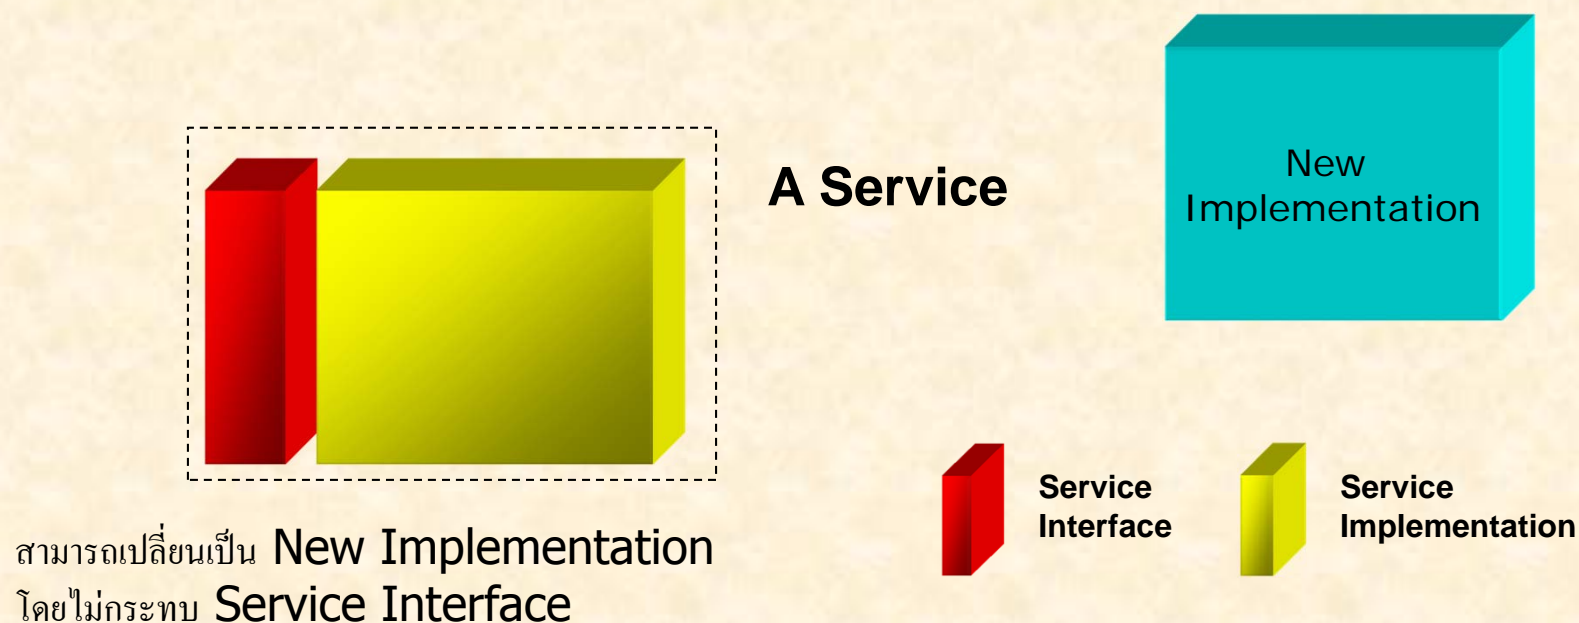 A Service
New
Implementation
Service
Interface
Service
Implementation
สามารถเปลี่ยนเป็น New Implementation
โดยไม่กระทบ Service Interface